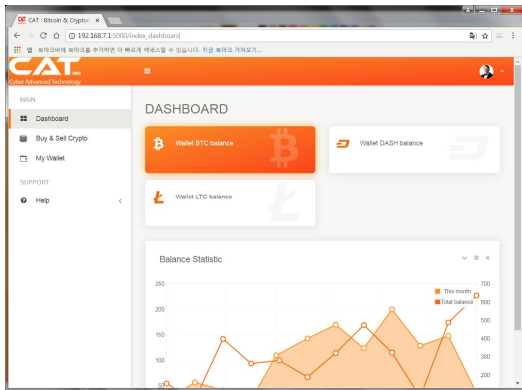 CAT : Bitcoin & Cryptoc
192.168.7.1:5000/index_dashboard
앱 북마크바에 북마크를 추가하면 더 빠르게 액세스할 수 있습니다. 지금 북마크 가져오기...
CAT INC
Cyber Advanced Technology
MAIN
Dashboard
Buy & Sell Crypto
My Wallet
SUPPORT
Help
DASHBOARD
Wallet BTC balance
Wallet DASH balance
Wallet LTC balance
Balance Statistic
This month
Total balance
250
200
150
100
50
700
600
500
400
300
200